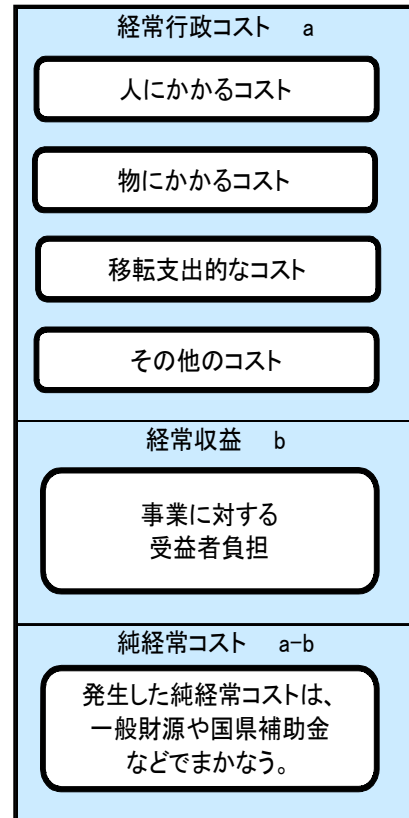 経常行政コスト a
人にかかるコスト
物にかかるコスト
移転支出的なコスト
その他のコスト
経常収益 b
事業に対する
受益者負担
純経常コスト a-b
発生した純経常コストは、
一般財源や国県補助金
などでまかなう。